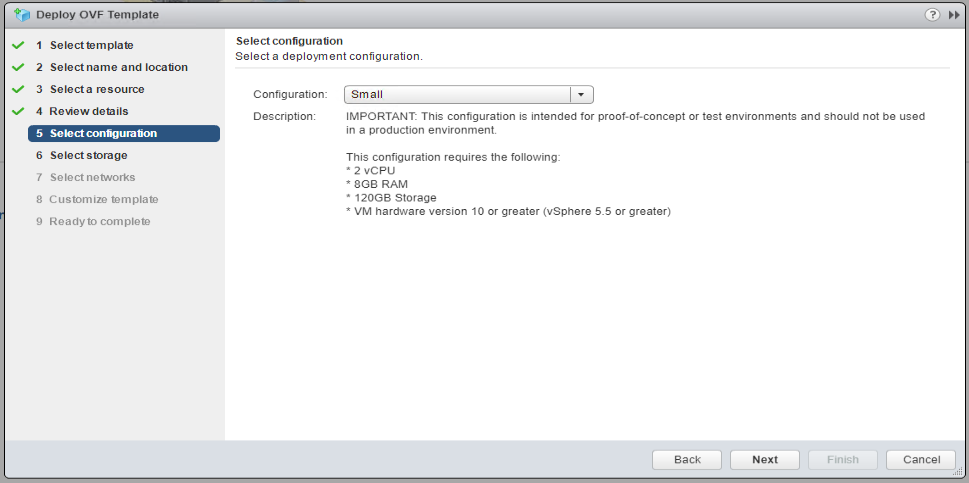 Deploy OVF Template
?
1 Select template
2 Select name and location
3 Select a resource
4 Review details
5 Select configuration
6 Select storage
7 Select networks
8 Customize template
9 Ready to complete
Select configuration
Select a deployment configuration.
Configuration: Small
Description: IMPORTANT: This configuration is intended for proof-of-concept or test environments and should not be used
in a production environment.
This configuration requires the following:
* 2 vCPU
* 8GB RAM
* 120GB Storage
* VM hardware version 10 or greater (vSphere 5.5 or greater)
Back Next Finish Cancel